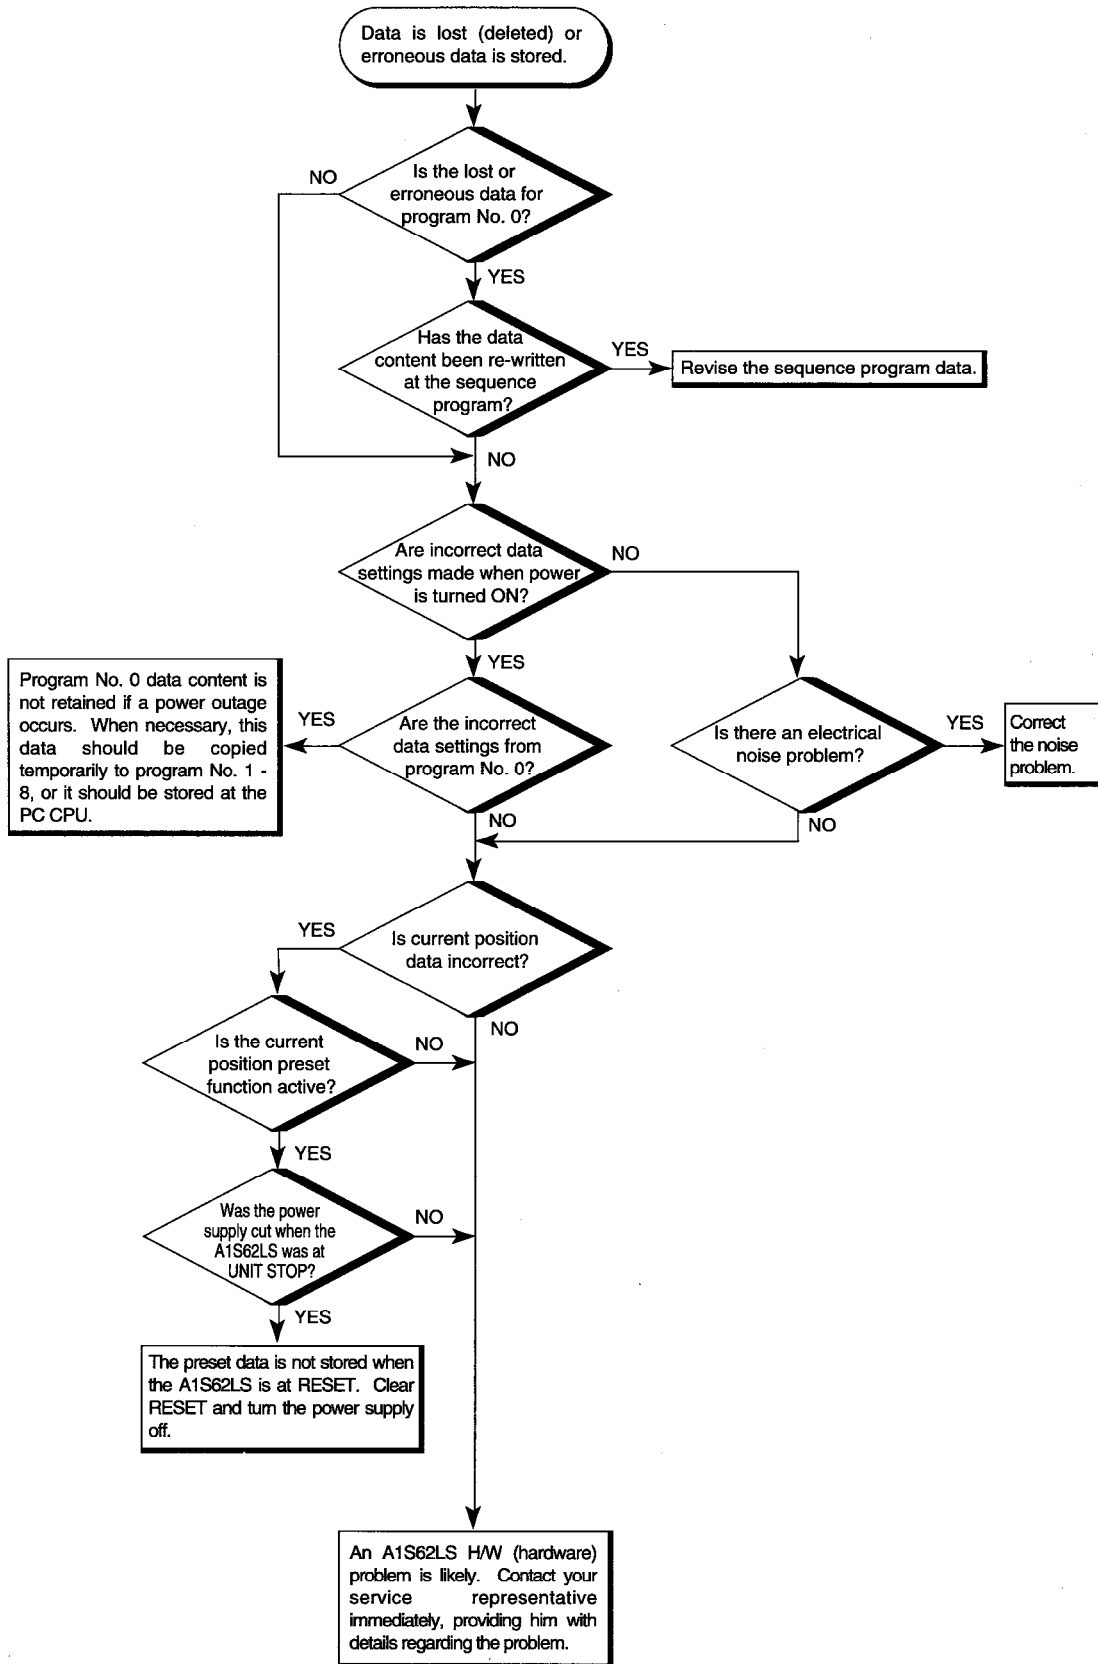 Data is lost (deleted) or
erroneous data is stored.
Is the lost or
erroneous data for
program No. 0?
NO
YES
Has the data
content been re-written
at the sequence
program?
YES
Revise the sequence program data.
NO
Are incorrect data
settings made when power
is turned ON?
NO
YES
Program No. 0 data content is
not retained if a power outage
occurs. When necessary, this
data should be copied
temporarily to program No. 1 -
8, or it should be stored at the
PC CPU.
YES
Are the incorrect
data settings from
program No. 0?
Is there an electrical
noise problem?
YES
Correct
the noise
problem.
NO
NO
YES
Is current position
data incorrect?
NO
Is the current
position preset
function active?
NO
YES
Was the power
supply cut when the
A1S62LS was at
UNIT STOP?
NO
YES
The preset data is not stored when
the A1S62LS is at RESET. Clear
RESET and turn the power supply
off.
An A1S62LS H/W (hardware)
problem is likely. Contact your
service representative
immediately, providing him with
details regarding the problem.